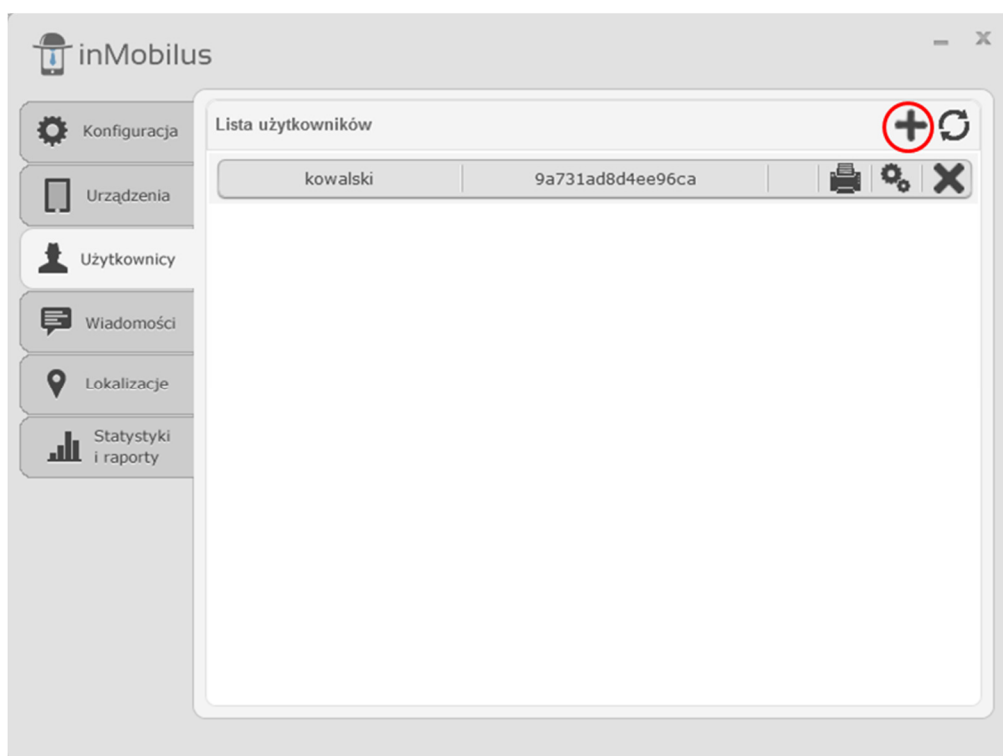 inMobilus
Konfiguracja
Urządzenia
Użytkownicy
Wiadomości
Lokalizacje
Statystyki
i raporty
Lista użytkowników
kowalski 9a731ad8d4ee96ca